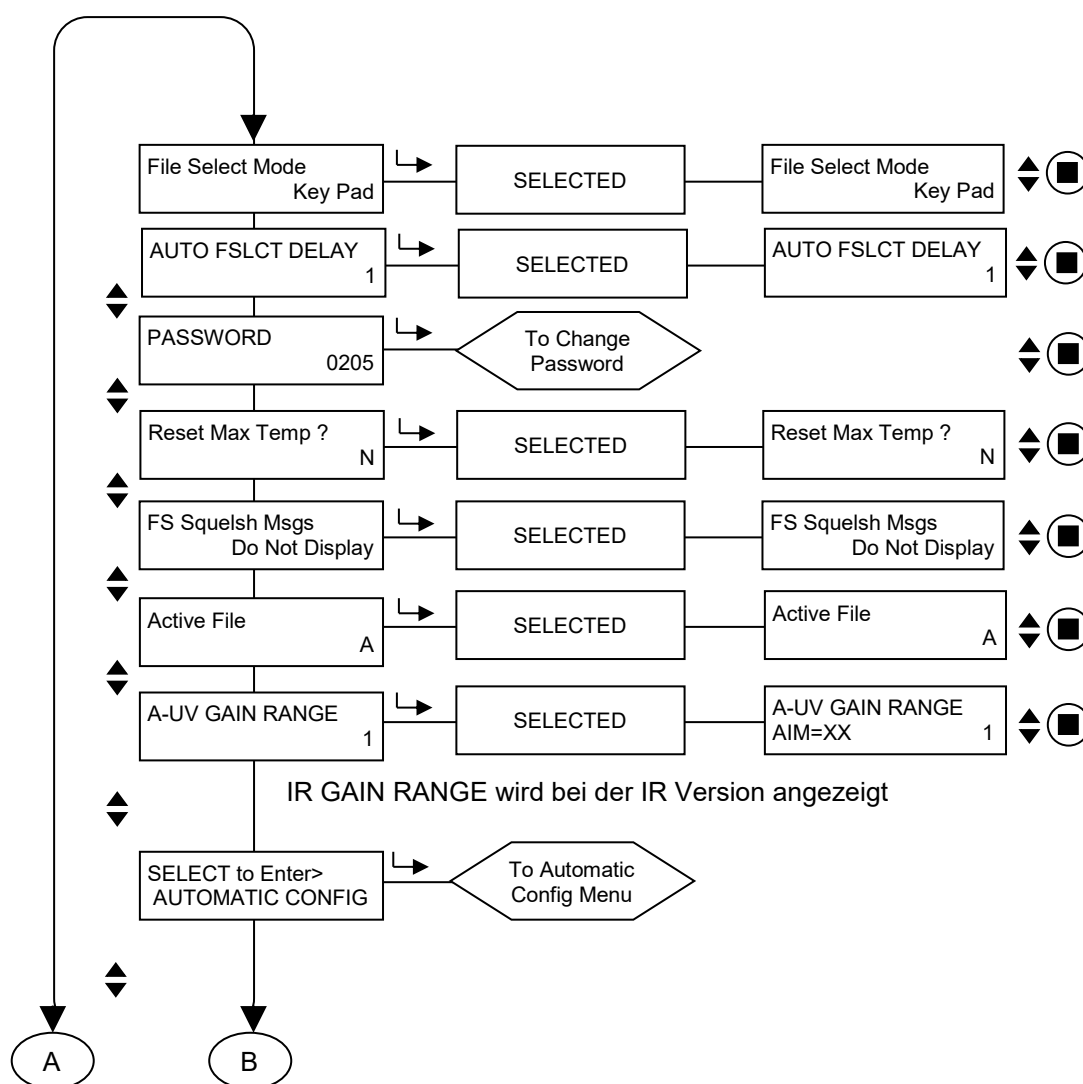 File Select Mode
Key Pad
SELECTED
File Select Mode
Key Pad
AUTO FSLCT DELAY
1
SELECTED
AUTO FSLCT DELAY
1
PASSWORD
0205
To Change
Password
Reset Max Temp ?
N
SELECTED
Reset Max Temp ?
N
FS Squelsh Msgs
Do Not Display
SELECTED
FS Squelsh Msgs
Do Not Display
Active File
A
SELECTED
Active File
A
A-UV GAIN RANGE
1
SELECTED
A-UV GAIN RANGE
AIM=XX 1
IR GAIN RANGE wird bei der IR Version angezeigt
SELECT to Enter>
AUTOMATIC CONFIG
To Automatic
Config Menu
A
B